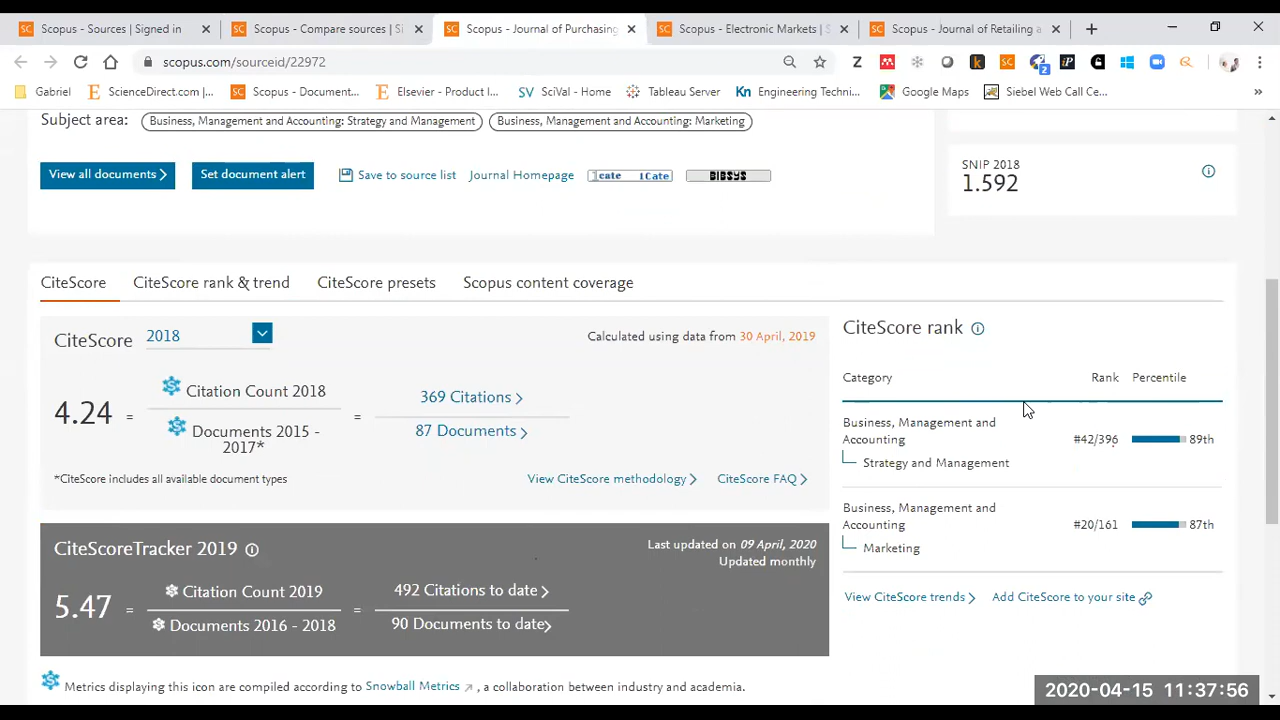 Scopus - Sources | Signed in
Scopus - Compare sources | Si
Scopus - Journal of Purchasing
Scopus - Electronic Markets | S
Scopus - Journal of Retailing a
scopus.com/sourceid/22972
Gabriel
ScienceDirect.com |...
Scopus - Document...
Elsevier - Product I...
SciVal - Home
Tableau Server
Engineering Techni...
Google Maps
Siebel Web Call Ce...
Subject area:
Business, Management and Accounting: Strategy and Management
Business, Management and Accounting: Marketing
View all documents
Set document alert
Save to source list
Journal Homepage
1cate 1Cate
BIBSYS
SNIP 2018
1.592
CiteScore
CiteScore rank & trend
CiteScore presets
Scopus content coverage
CiteScore 2018
Calculated using data from 30 April, 2019
4.24 =
Citation Count 2018
Documents 2015 -
2017*
=
369 Citations >
87 Documents >
*CiteScore includes all available document types
View CiteScore methodology >
CiteScore FAQ >
CiteScoreTracker 2019
Last updated on 09 April, 2020
Updated monthly
5.47 =
Citation Count 2019
Documents 2016 - 2018
=
492 Citations to date >
90 Documents to date >
CiteScore rank
Category Rank Percentile
Business, Management and
Accounting
#42/396 89th
Strategy and Management
Business, Management and
Accounting
#20/161 87th
Marketing
View CiteScore trends >
Add CiteScore to your site
Metrics displaying this icon are compiled according to Snowball Metrics ↗ , a collaboration between industry and academia.
2020-04-15 11:37:56